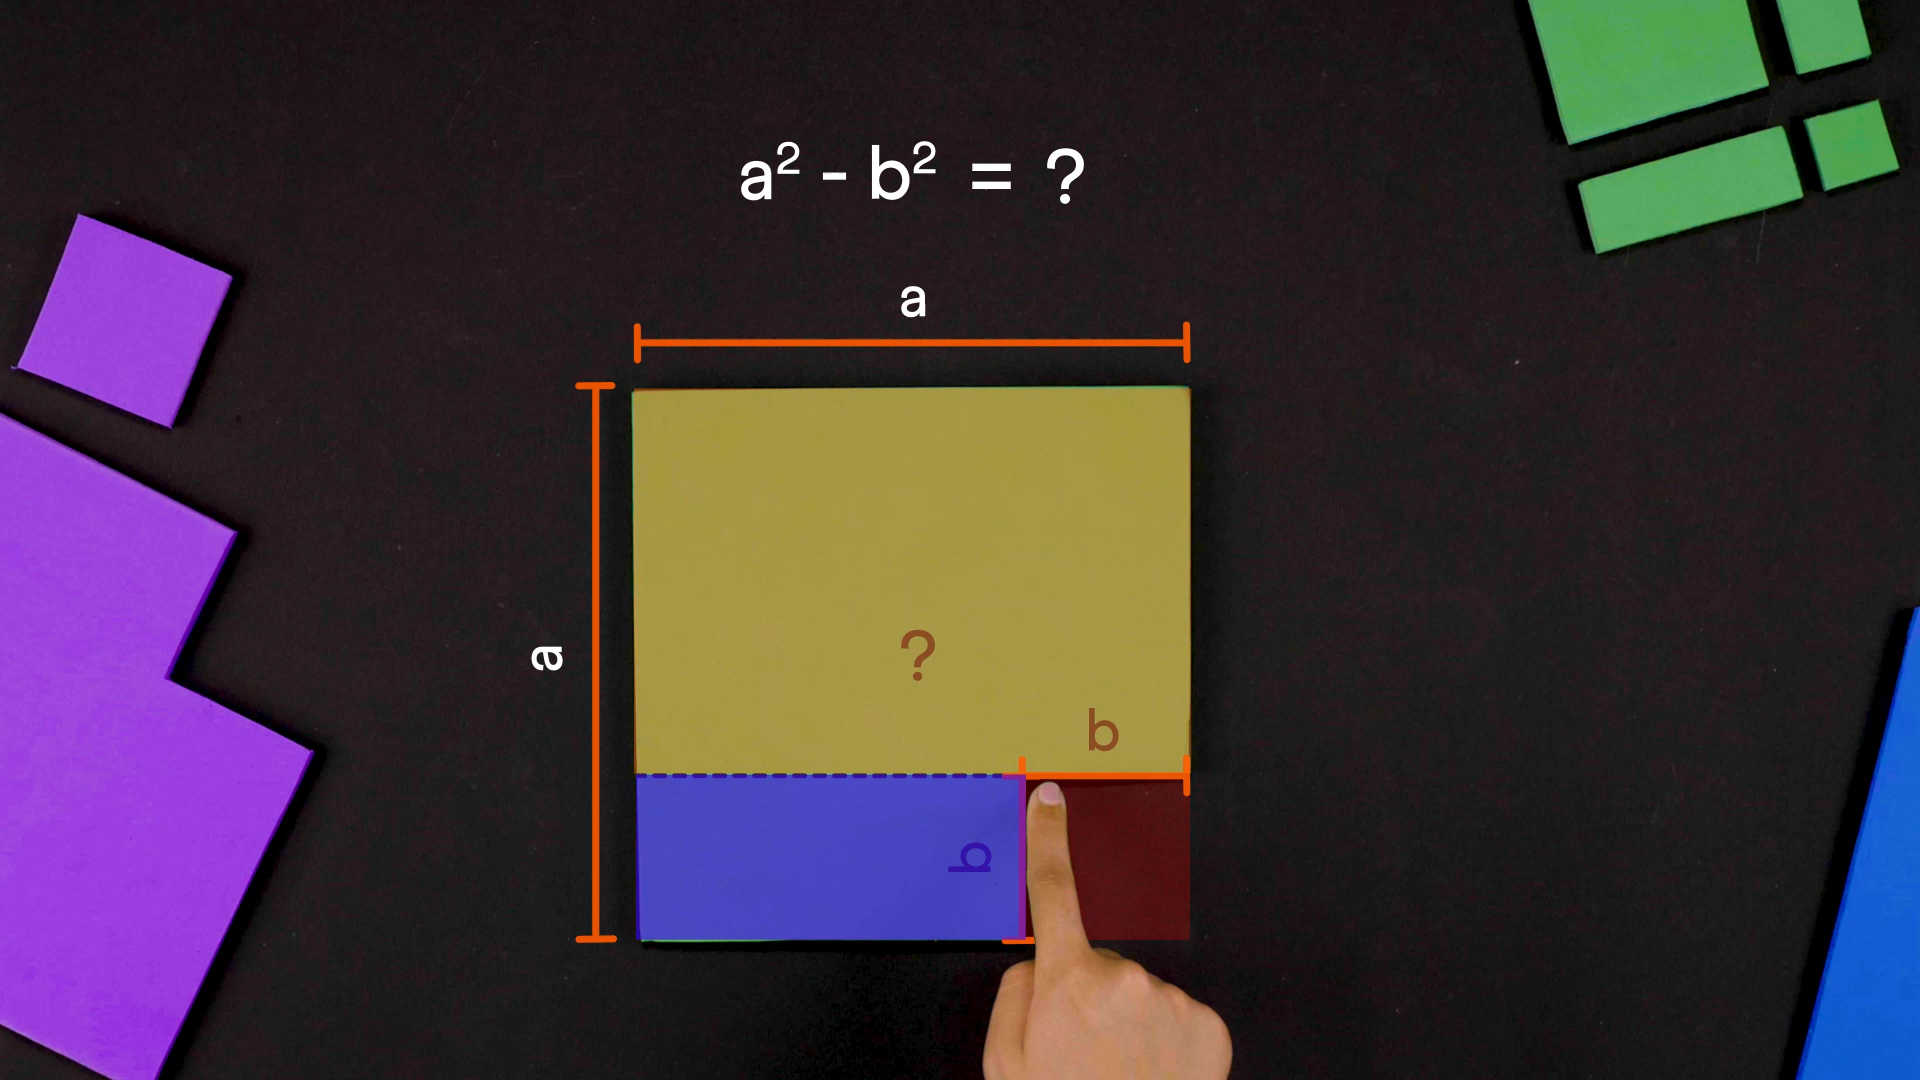 a² - b² = ?
a
a
?
b
b